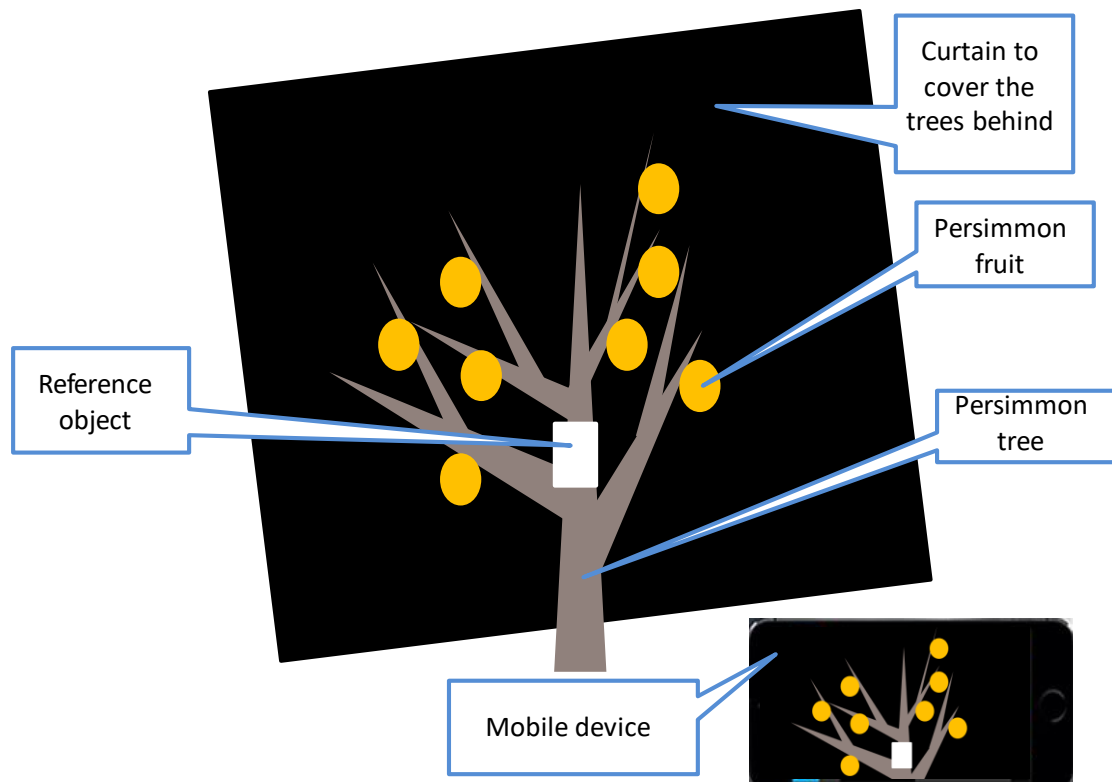 Curtain to
cover the
trees behind
Persimmon
fruit
Reference
object
Persimmon
tree
Mobile device